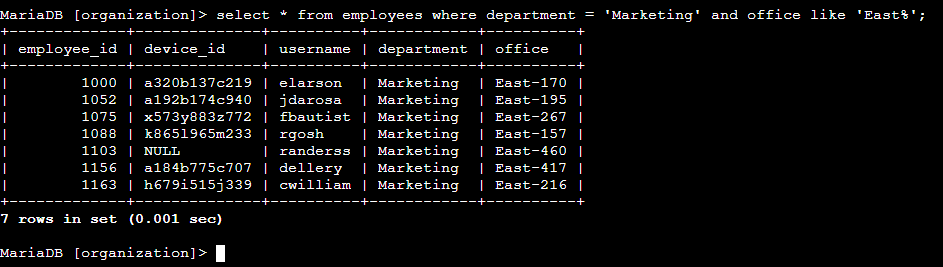 MariaDB [organization]> select * from employees where department = 'Marketing' and office like 'East%';
+-------------+--------------+----------+------------+----------+
| employee_id | device_id    | username | department | office   |
+-------------+--------------+----------+------------+----------+
|        1000 | a320b137c219 | elarson  | Marketing  | East-170 |
|        1052 | a192b174c940 | jdarosa  | Marketing  | East-195 |
|        1075 | x573y883z772 | fbautist | Marketing  | East-267 |
|        1088 | k865l965m233 | rgosh    | Marketing  | East-157 |
|        1103 | NULL         | randerss | Marketing  | East-460 |
|        1156 | a184b775c707 | dellery  | Marketing  | East-417 |
|        1163 | h679i515j339 | cwilliam | Marketing  | East-216 |
+-------------+--------------+----------+------------+----------+
7 rows in set (0.001 sec)
MariaDB [organization]>